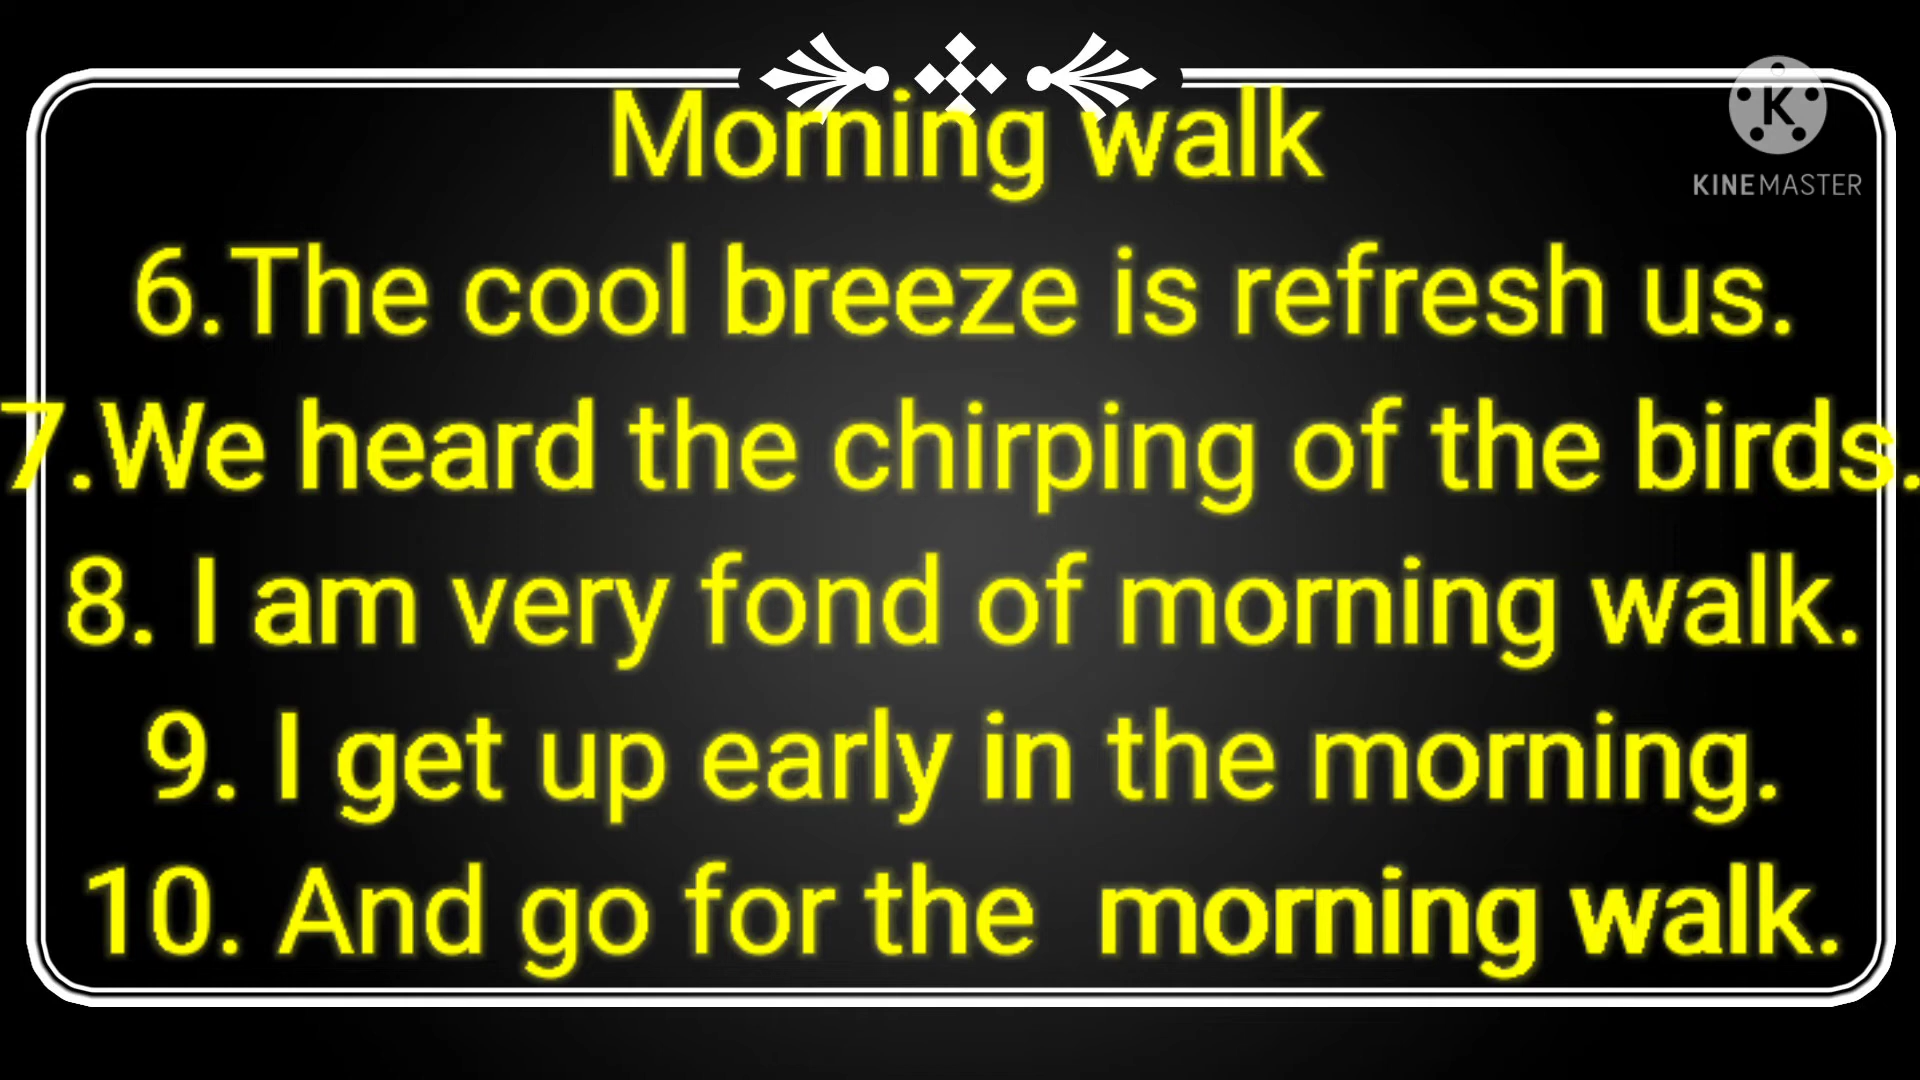 Morning walk
K
KINEMASTER
6.The cool breeze is refresh us.
7.We heard the chirping of the birds.
8. I am very fond of morning walk.
9. I get up early in the morning.
10. And go for the morning walk.